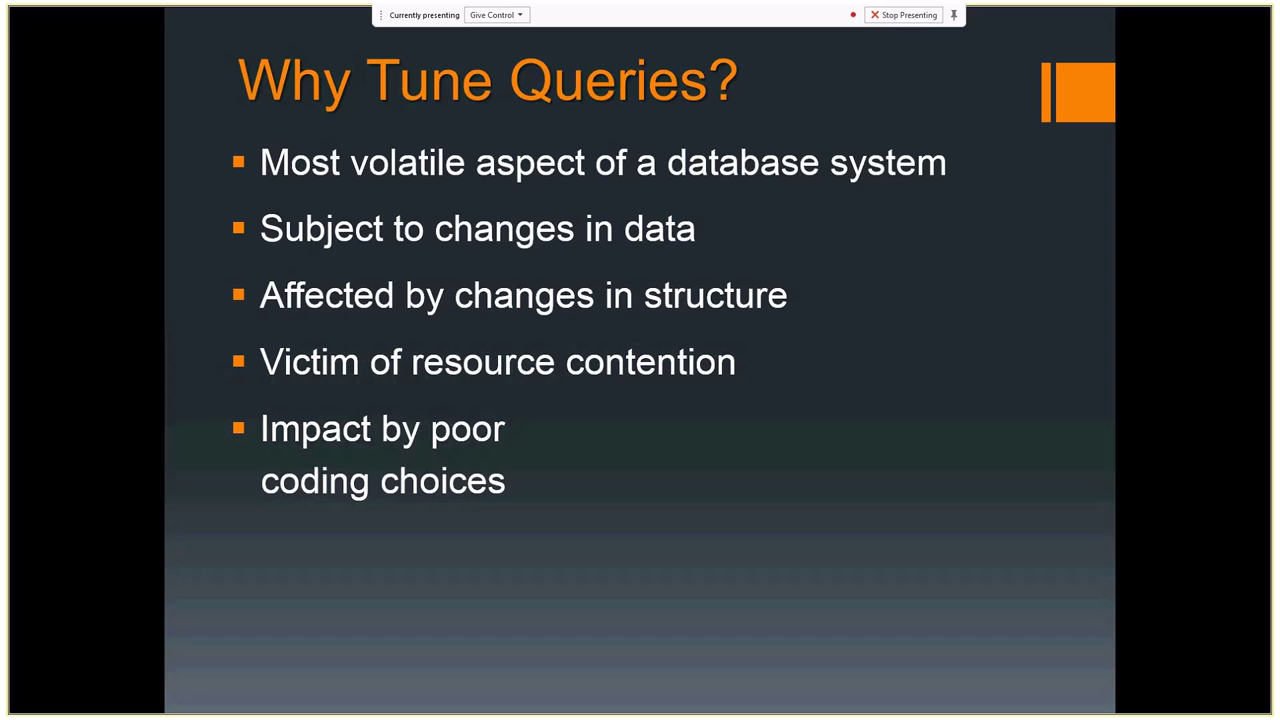 Currently presenting Give Control Stop Presenting
Why Tune Queries?
Most volatile aspect of a database system
Subject to changes in data
Affected by changes in structure
Victim of resource contention
Impact by poor
coding choices